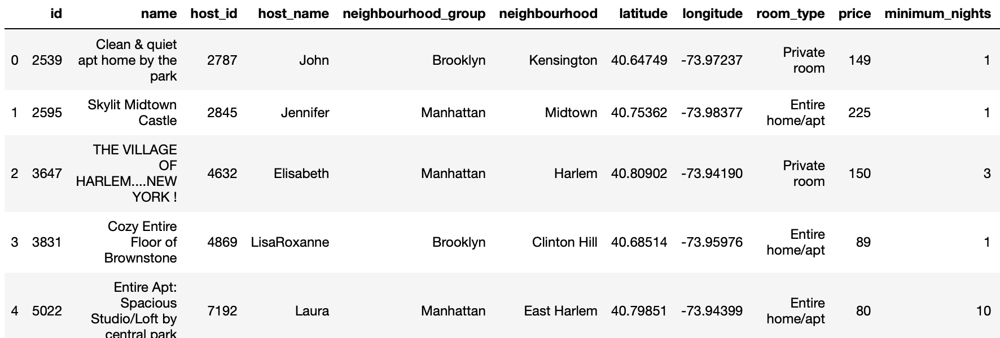 id name host_id host_name neighbourhood_group neighbourhood latitude longitude room_type price minimum_nights
Clean & quiet
apt home by the
park
0 2539 2787 John Brooklyn Kensington 40.64749 -73.97237 Private
room 149 1
Skylit Midtown
Castle
1 2595 2845 Jennifer Manhattan Midtown 40.75362 -73.98377 Entire
home/apt 225 1
THE VILLAGE
OF
HARLEM....NEW
YORK !
2 3647 4632 Elisabeth Manhattan Harlem 40.80902 -73.94190 Private
room 150 3
Cozy Entire
Floor of
Brownstone
3 3831 4869 LisaRoxanne Brooklyn Clinton Hill 40.68514 -73.95976 Entire
home/apt 89 1
Entire Apt:
Spacious
Studio/Loft by
central park
4 5022 7192 Laura Manhattan East Harlem 40.79851 -73.94399 Entire
home/apt 80 10